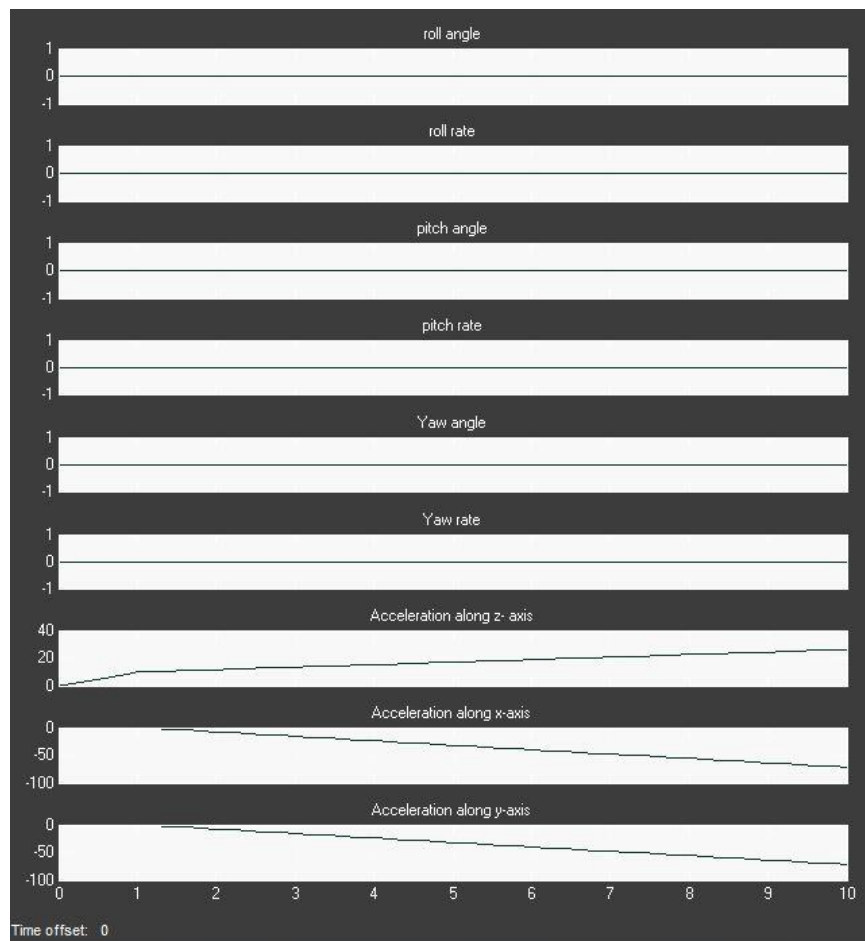 roll angle
1
0
-1
roll rate
1
0
-1
pitch angle
1
0
-1
pitch rate
1
0
-1
Yaw angle
1
0
-1
Yaw rate
1
0
-1
Acceleration along z- axis
40
20
0
Acceleration along x-axis
0
-50
-100
Acceleration along y-axis
0
-50
-100
0 1 2 3 4 5 6 7 8 9 10
Time offset: 0